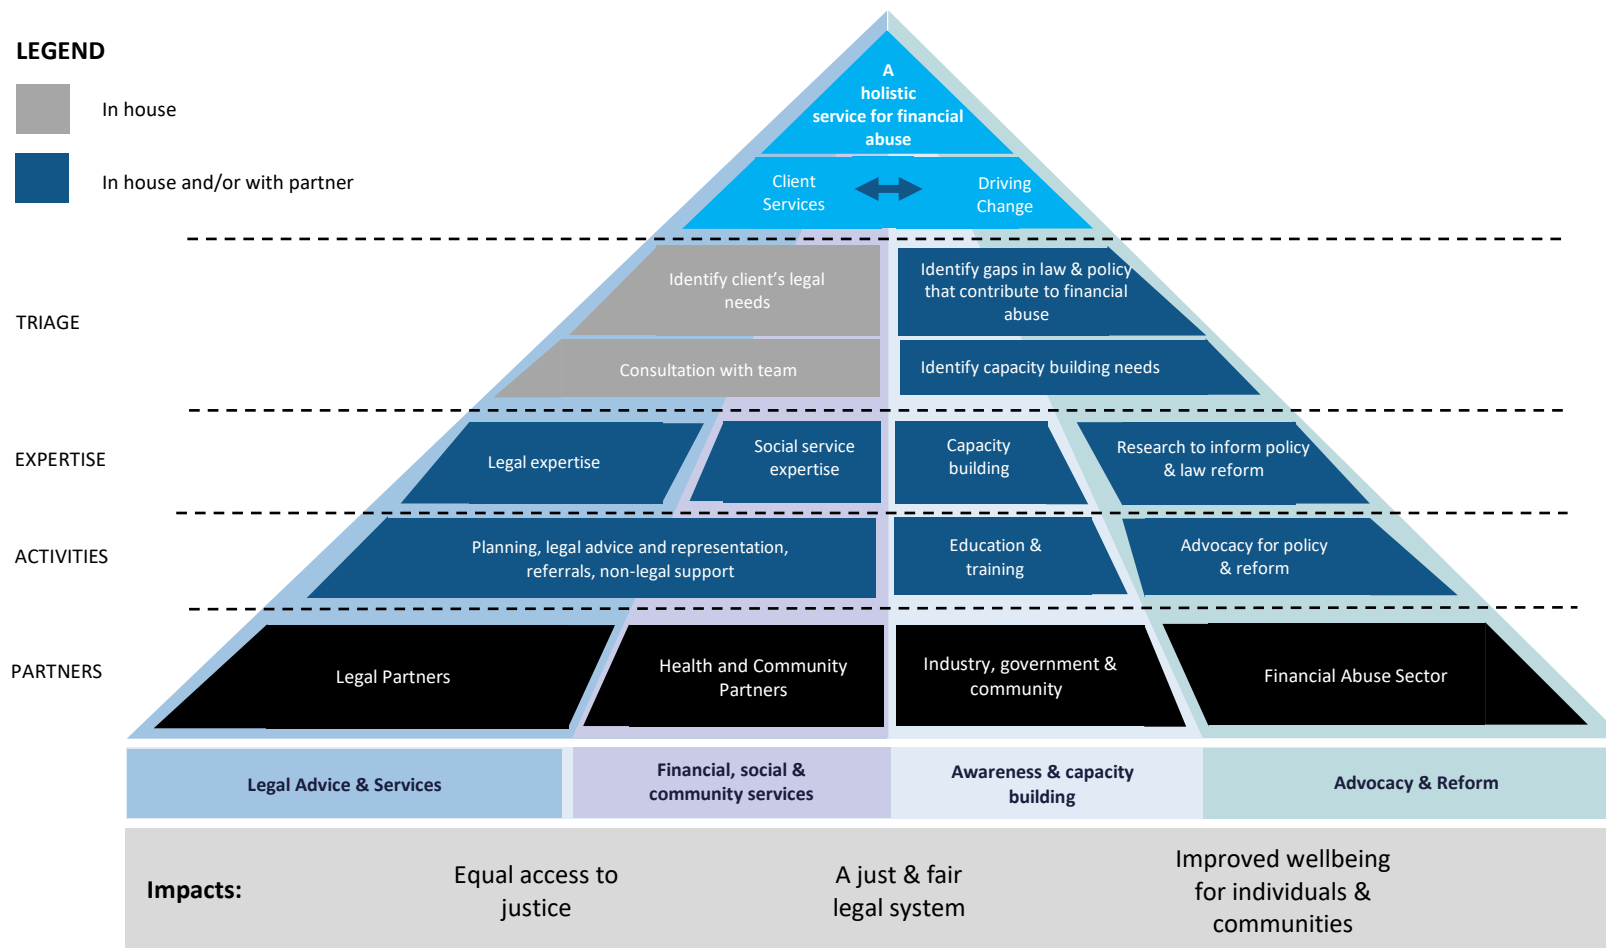 LEGEND
In house
In house and/or with partner
A
holistic
service for financial
abuse
Client
Services
Driving
Change
TRIAGE
Identify client’s legal
needs
Identify gaps in law & policy
that contribute to financial
abuse
Consultation with team
Identify capacity building needs
EXPERTISE
Legal expertise
Social service
expertise
Capacity
building
Research to inform policy
& law reform
ACTIVITIES
Planning, legal advice and representation,
referrals, non-legal support
Education &
training
Advocacy for policy
& reform
PARTNERS
Legal Partners
Health and Community
Partners
Industry, government &
community
Financial Abuse Sector
Legal Advice & Services
Financial, social &
community services
Awareness & capacity
building
Advocacy & Reform
Impacts:
Equal access to
justice
A just & fair
legal system
Improved wellbeing
for individuals &
communities